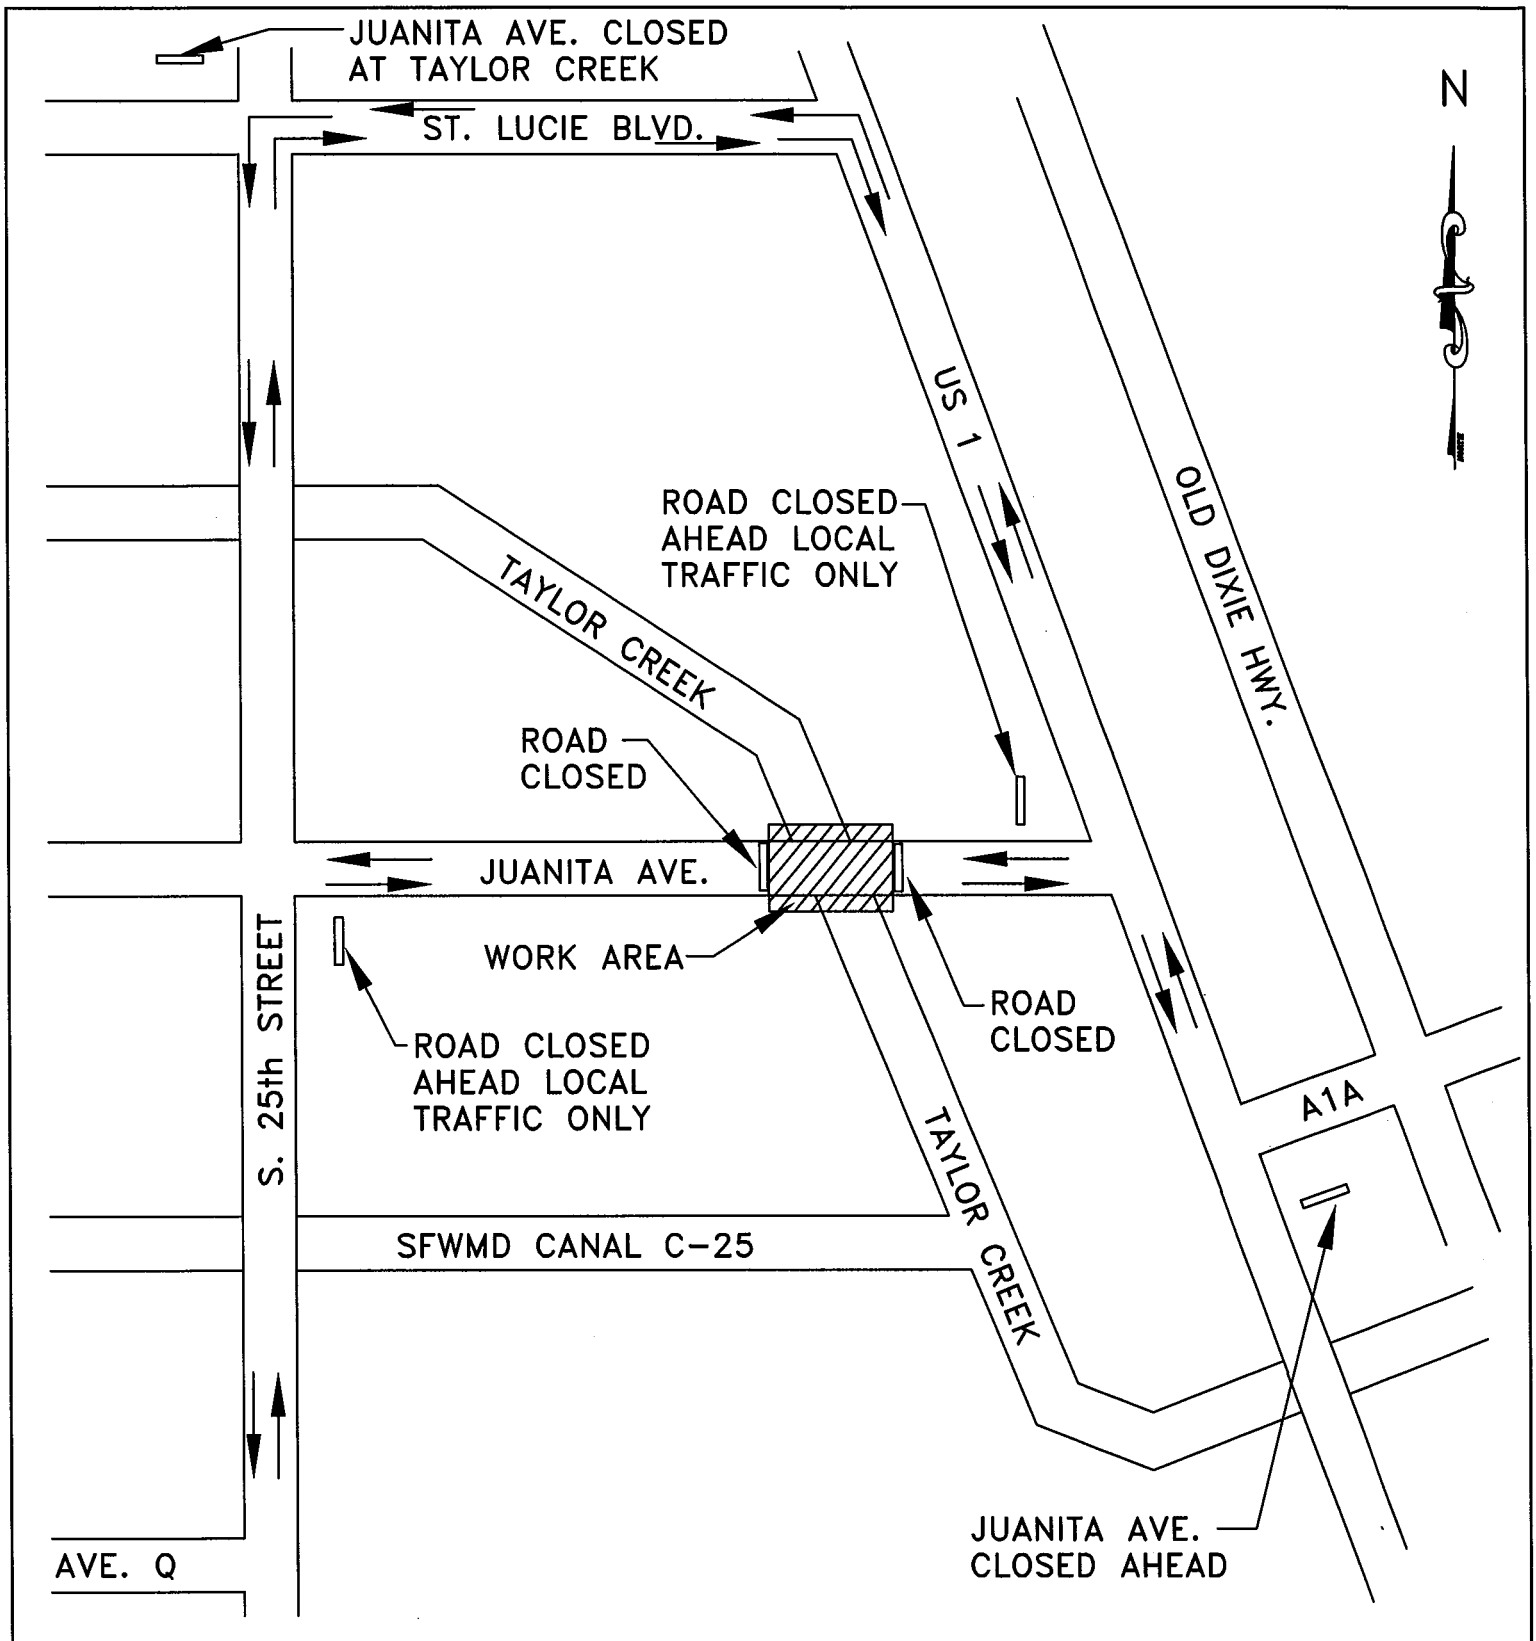 JUANITA AVE. CLOSED
AT TAYLOR CREEK
N
ST. LUCIE BLVD.
US 1
OLD DIXIE HWY.
ROAD CLOSED
AHEAD LOCAL
TRAFFIC ONLY
TAYLOR CREEK
ROAD
CLOSED
JUANITA AVE.
WORK AREA
S. 25th STREET
ROAD
CLOSED
ROAD CLOSED
AHEAD LOCAL
TRAFFIC ONLY
A1A
TAYLOR CREEK
SFWMD CANAL C-25
JUANITA AVE.
CLOSED AHEAD
AVE. Q